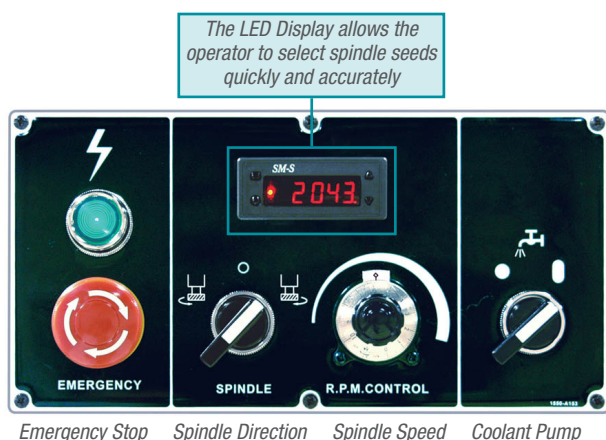 The LED Display allows the
operator to select spindle seeds
quickly and accurately
SM-S
2043
EMERGENCY
SPINDLE
R.P.M.CONTROL
Emergency Stop
Spindle Direction
Spindle Speed
Coolant Pump